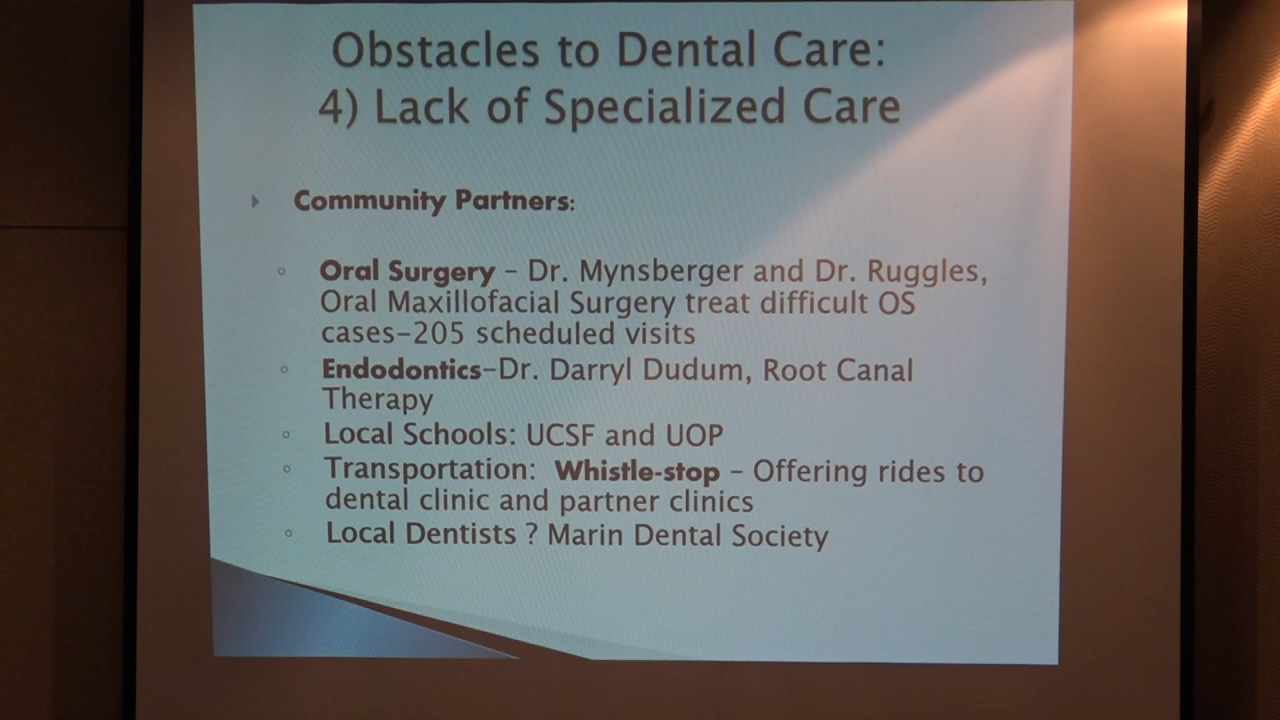 Obstacles to Dental Care:
4) Lack of Specialized Care
Community Partners:
Oral Surgery – Dr. Mynsberger and Dr. Ruggles,
Oral Maxillofacial Surgery treat difficult OS
cases–205 scheduled visits
Endodontics–Dr. Darryl Dudum, Root Canal
Therapy
Local Schools: UCSF and UOP
Transportation: Whistle-stop – Offering rides to
dental clinic and partner clinics
Local Dentists ? Marin Dental Society